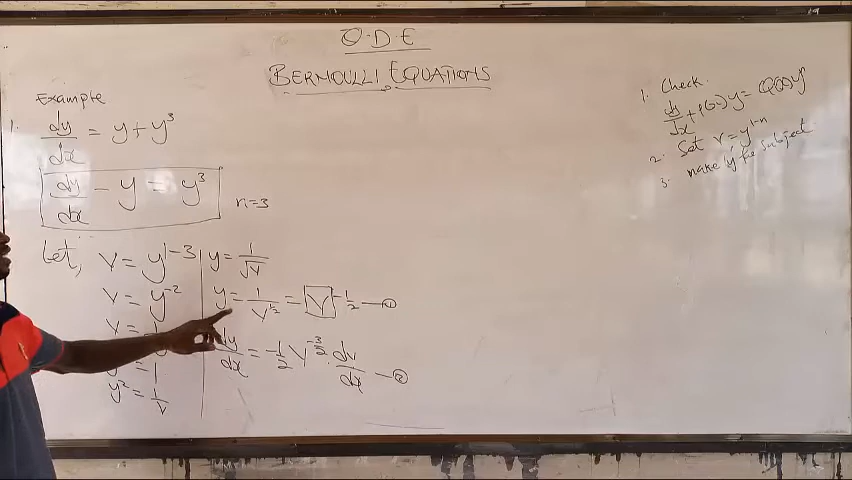 O.D.E
BERNOULLI EQUATIONS
Example
1. dy/dx = y + y³
dy/dx - y = y³
n=3
Let, v = y^1-3
v = y^-2
v = 1
= 1
y² = 1/v
y = 1/√v
y = 1/v^½ = v^-½ —①
dy/dx = -½ v^-3/2 . dv/dx —②
1. Check.
dy/dx + P(x)y = Q(x)yⁿ
2. Set v = y^1-n
3. make y the subject